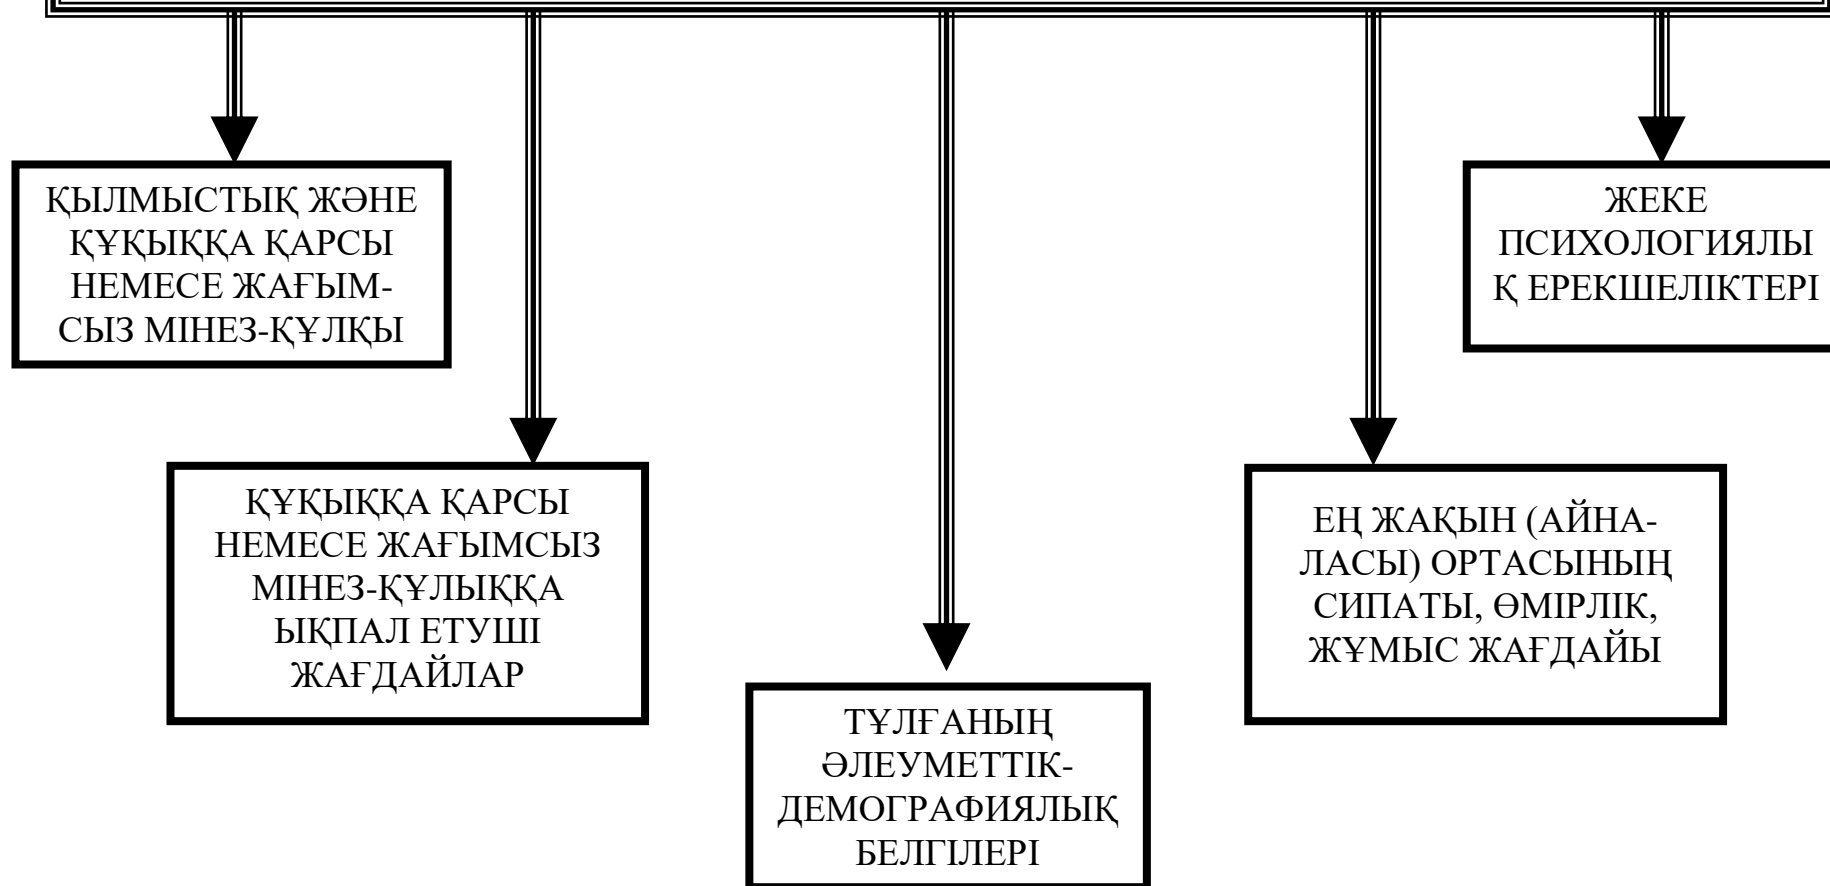 ҚЫЛМЫСТЫҚ ЖӘНЕ
ҚҰҚЫҚҚА ҚАРСЫ
НЕМЕСЕ ЖАҒЫМ-
СЫЗ МІНЕЗ-ҚҰЛҚЫ
ЖЕКЕ
ПСИХОЛОГИЯЛЫ
Қ ЕРЕКШЕЛІКТЕРІ
ҚҰҚЫҚҚА ҚАРСЫ
НЕМЕСЕ ЖАҒЫМСЫЗ
МІНЕЗ-ҚҰЛЫҚҚА
ЫҚПАЛ ЕТУШІ
ЖАҒДАЙЛАР
ЕҢ ЖАҚЫН (АЙНА-
ЛАСЫ) ОРТАСЫНЫҢ
СИПАТЫ, ӨМІРЛІК,
ЖҰМЫС ЖАҒДАЙЫ
ТҰЛҒАНЫҢ
ӘЛЕУМЕТТІК-
ДЕМОГРАФИЯЛЫҚ
БЕЛГІЛЕРІ